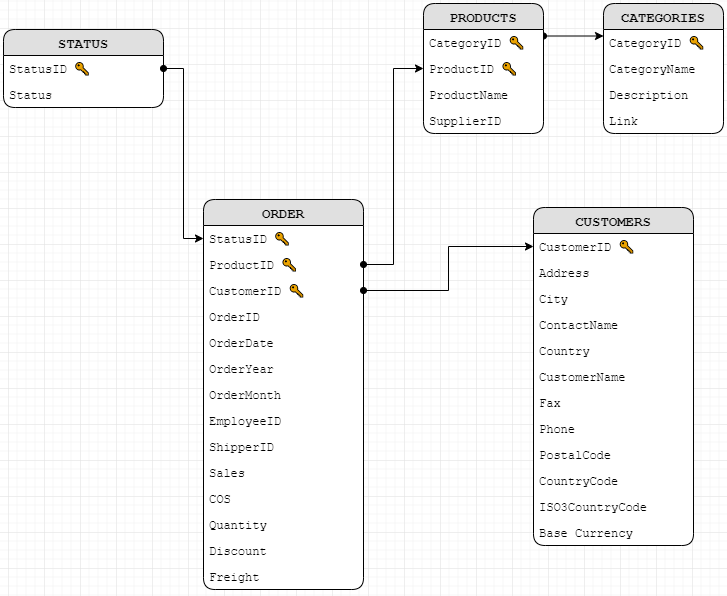 STATUS
StatusID
Status
PRODUCTS
CategoryID
ProductID
ProductName
SupplierID
CATEGORIES
CategoryID
CategoryName
Description
Link
ORDER
StatusID
ProductID
CustomerID
OrderID
OrderDate
OrderYear
OrderMonth
EmployeeID
ShipperID
Sales
COS
Quantity
Discount
Freight
CUSTOMERS
CustomerID
Address
City
ContactName
Country
CustomerName
Fax
Phone
PostalCode
CountryCode
ISO3CountryCode
Base Currency